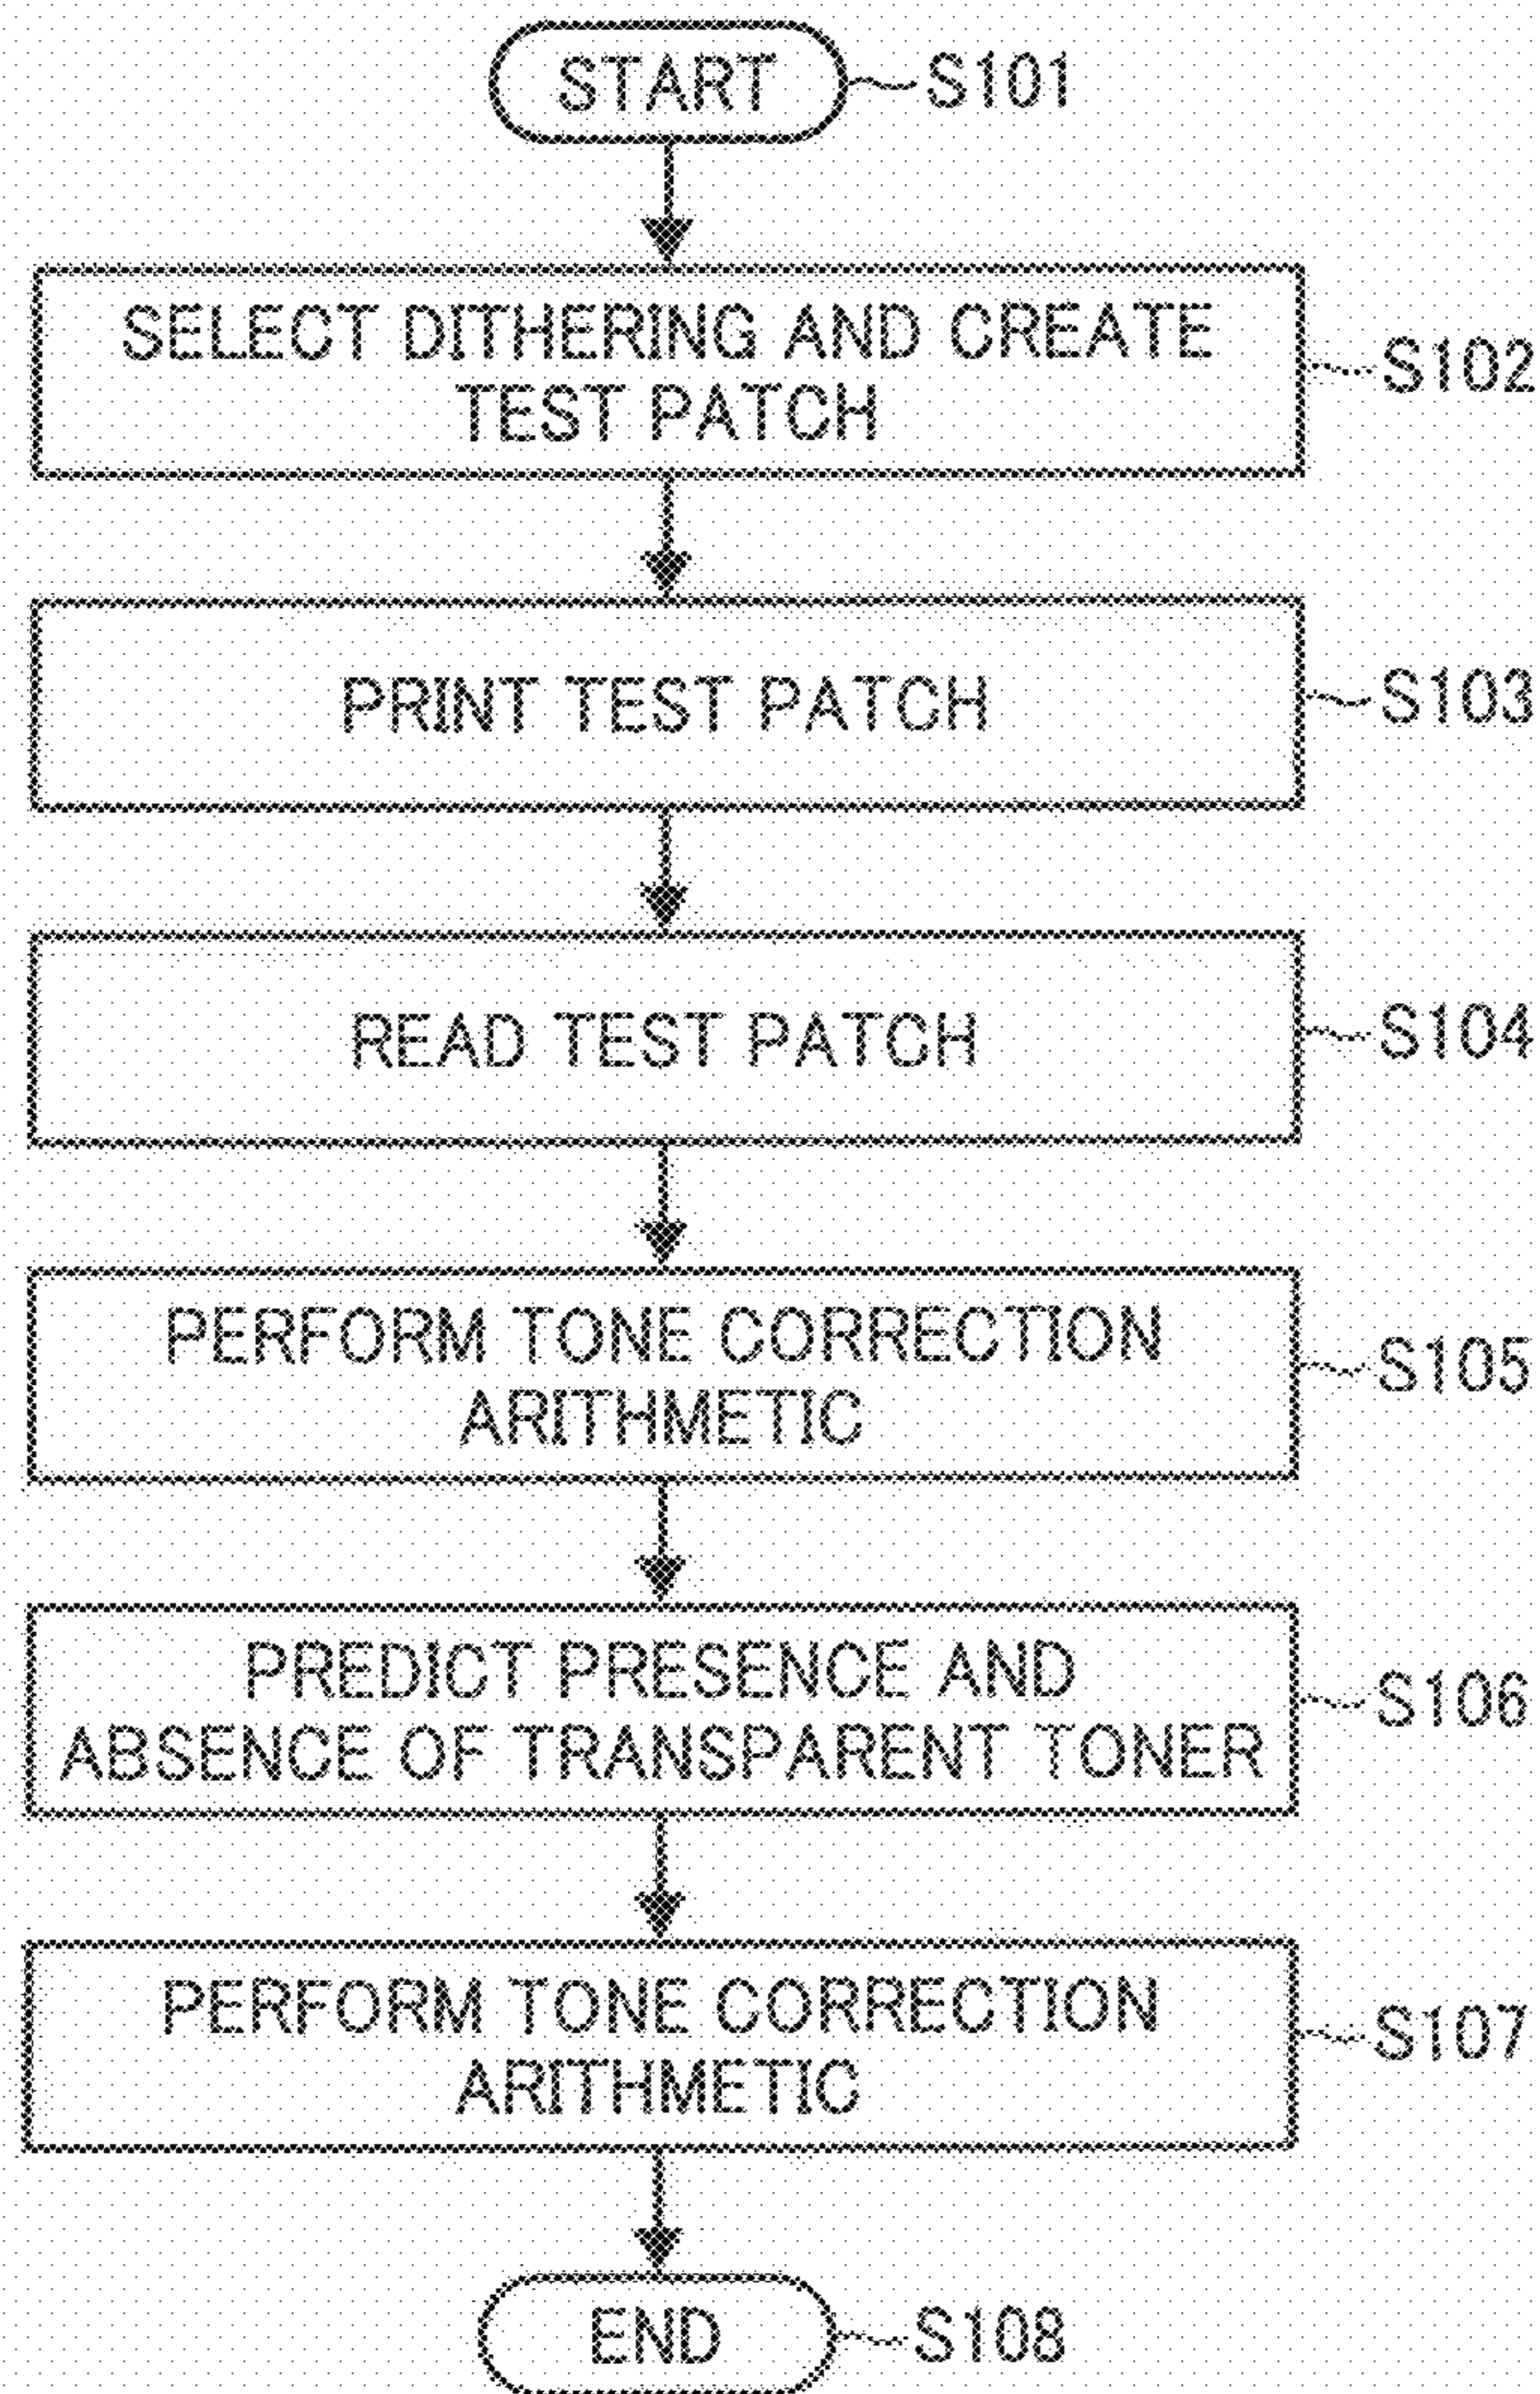 START
S101
SELECT DITHERING AND CREATE
TEST PATCH
S102
PRINT TEST PATCH
S103
READ TEST PATCH
S104
PERFORM TONE CORRECTION
ARITHMETIC
S105
PREDICT PRESENCE AND
ABSENCE OF TRANSPARENT TONER
S106
PERFORM TONE CORRECTION
ARITHMETIC
S107
END
S108